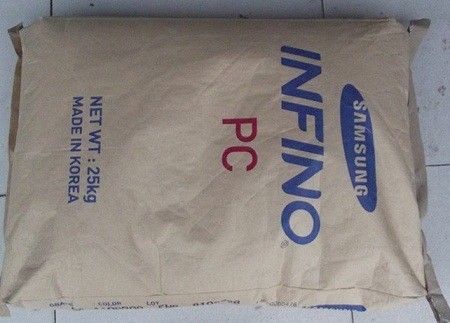 SAMSUNG
INFINO®
PC
NET WT : 25kg
MADE IN KOREA
COLOR LOT